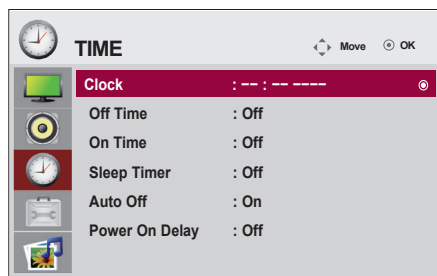 TIME Move OK
Clock : -- : -- ----
Off Time : Off
On Time : Off
Sleep Timer : Off
Auto Off : On
Power On Delay : Off